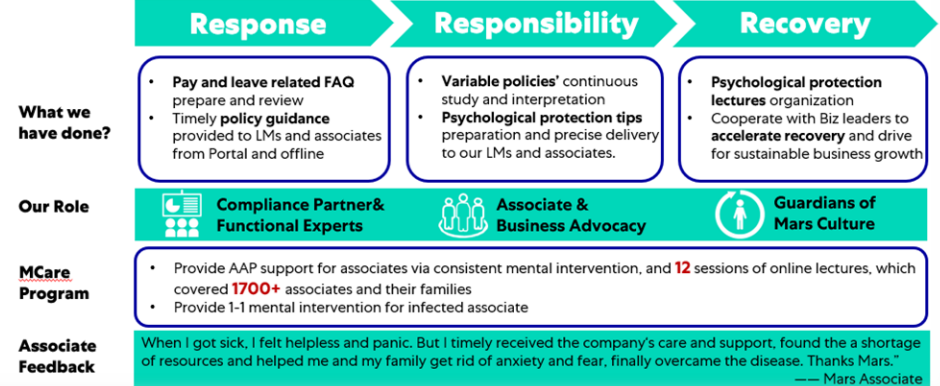 Response
Responsibility
Recovery
What we
have done?
• Pay and leave related FAQ
prepare and review
• Timely policy guidance
provided to LMs and associates
from Portal and offline
• Variable policies’ continuous
study and interpretation
• Psychological protection tips
preparation and precise delivery
to our LMs and associates.
• Psychological protection
lectures organization
• Cooperate with Biz leaders to
accelerate recovery and drive
for sustainable business growth
Our Role
Compliance Partner&
Functional Experts
Associate &
Business Advocacy
Guardians of
Mars Culture
MCare
Program
• Provide AAP support for associates via consistent mental intervention, and 12 sessions of online lectures, which
covered 1700+ associates and their families
• Provide 1-1 mental intervention for infected associate
Associate
Feedback
When I got sick, I felt helpless and panic. But I timely received the company's care and support, found the a shortage
of resources and helped me and my family get rid of anxiety and fear, finally overcame the disease. Thanks Mars.”
—— Mars Associate